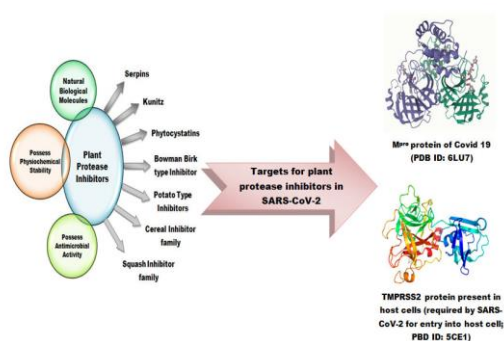 Natural
Biological
Molecules
Possess
Physiochemical
Stability
Possess
Antimicrobial
Activity
Plant
Protease
Inhibitors
Serpins
Kunitz
Phytocystatins
Bowman Birk
type Inhibitor
Potato Type
Inhibitors
Cereal Inhibitor
family
Squash Inhibitor
family
Targets for plant
protease inhibitors in
SARS-CoV-2
Mᵖʳᵒ protein of Covid 19
(PDB ID: 6LU7)
TMPRSS2 protein present in
host cells (required by SARS-
CoV-2 for entry into host cell;
PBD ID: 5CE1)